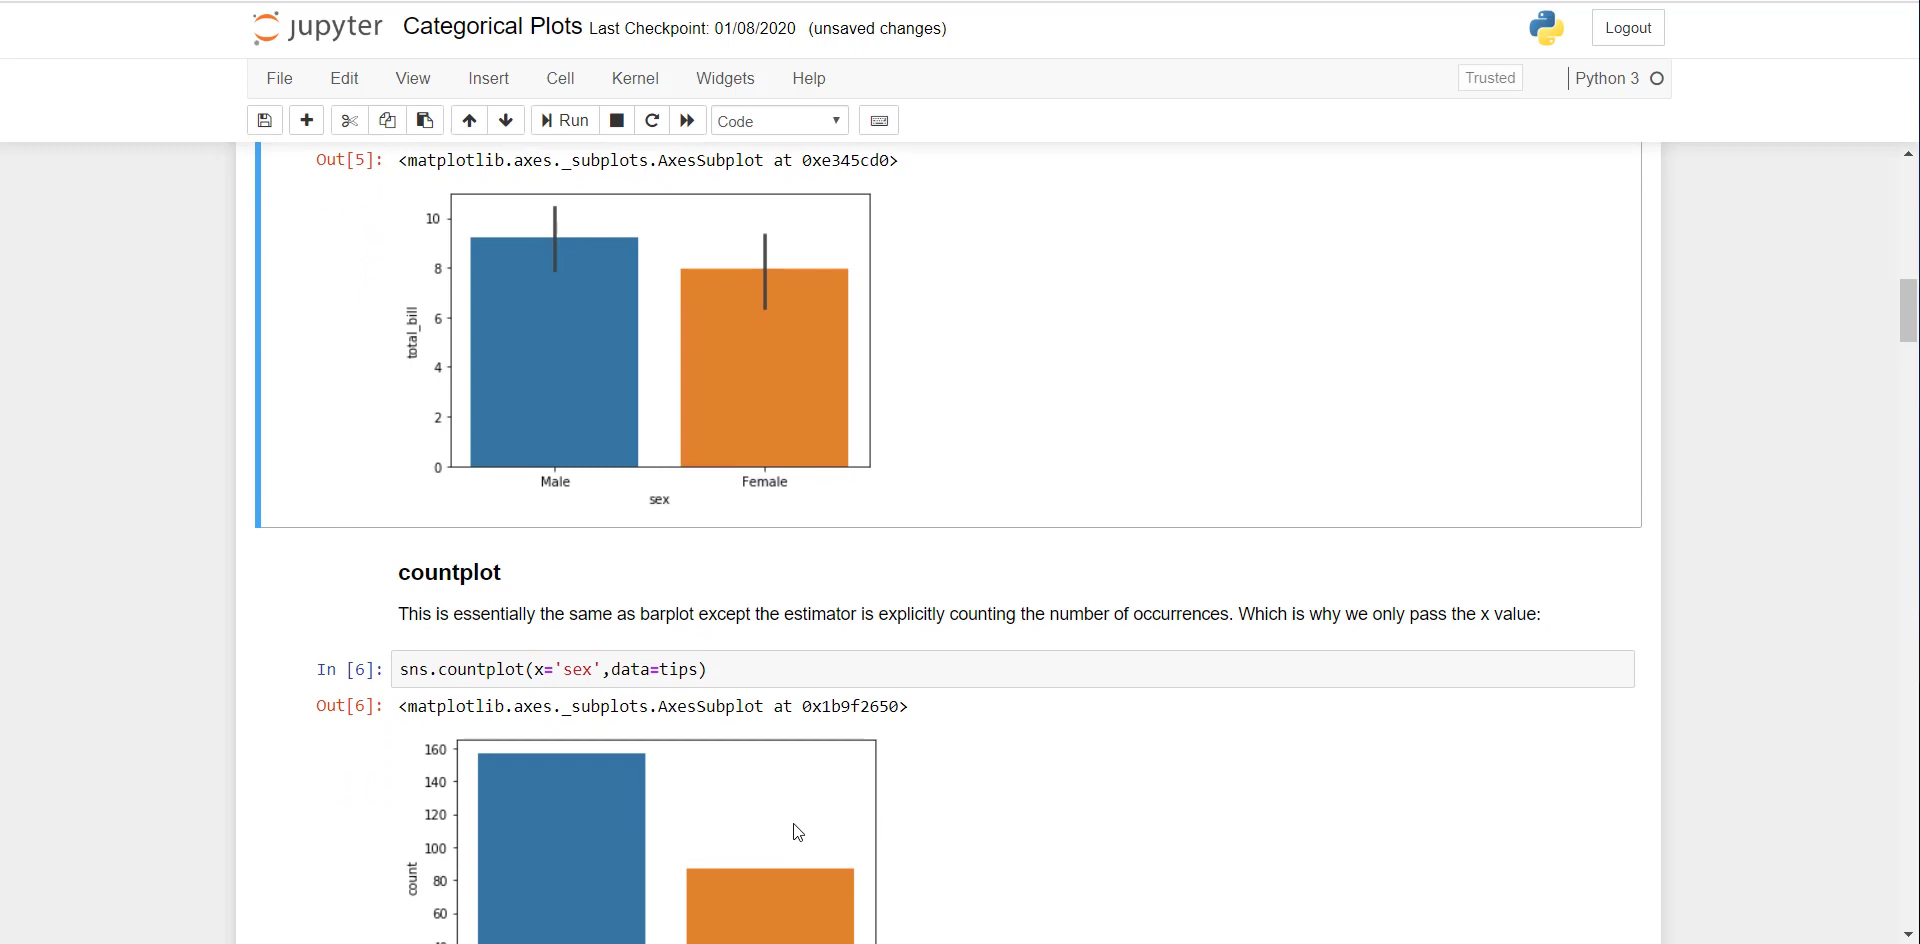 jupyter Categorical Plots Last Checkpoint: 01/08/2020 (unsaved changes) Logout
File Edit View Insert Cell Kernel Widgets Help Trusted Python 3
Run Code
Out[5]: <matplotlib.axes._subplots.AxesSubplot at 0xe345cd0>
10
8
6
4
2
0
total_bill
Male Female
sex
countplot
This is essentially the same as barplot except the estimator is explicitly counting the number of occurrences. Which is why we only pass the x value:
In [6]: sns.countplot(x='sex',data=tips)
Out[6]: <matplotlib.axes._subplots.AxesSubplot at 0x1b9f2650>
160
140
120
100
80
60
count